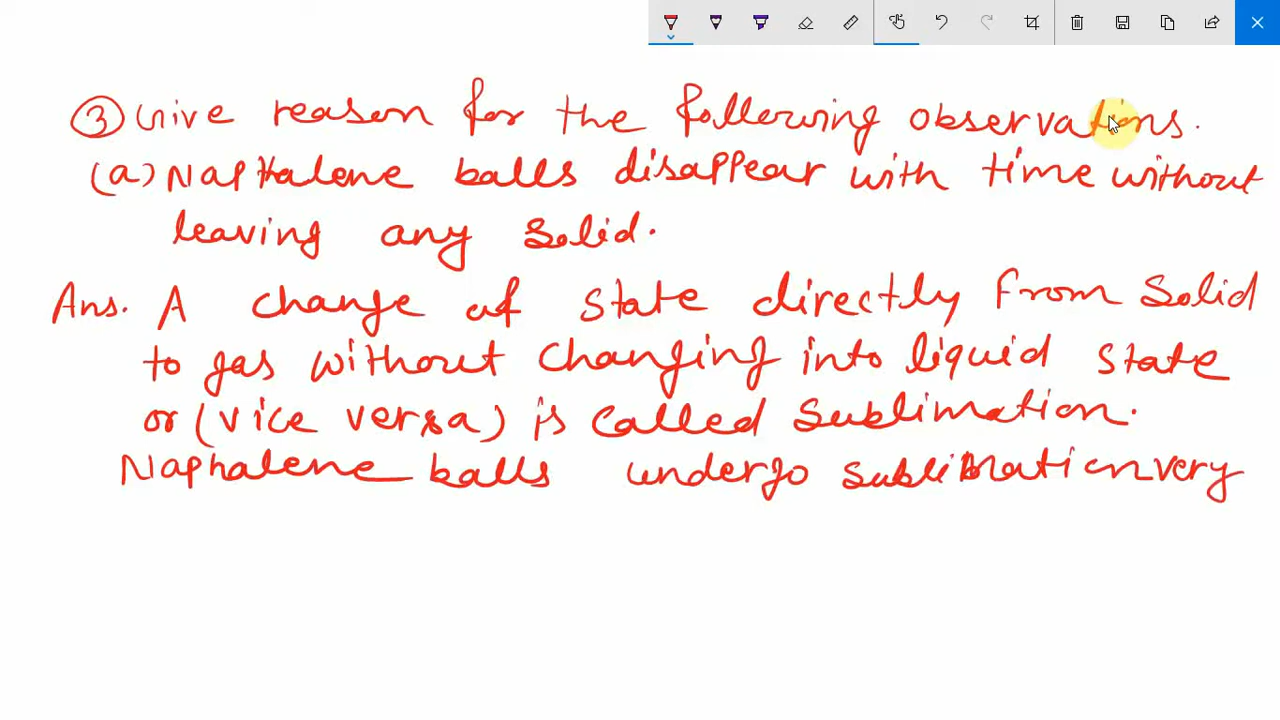 ③ Give reason for the following observations.
(a) Naphtalene balls disappear with time without
leaving any solid.
Ans. A change of state directly from solid
to gas without changing into liquid state
or (vice versa) is called sublimation.
Naphalene balls undergo sublimation very